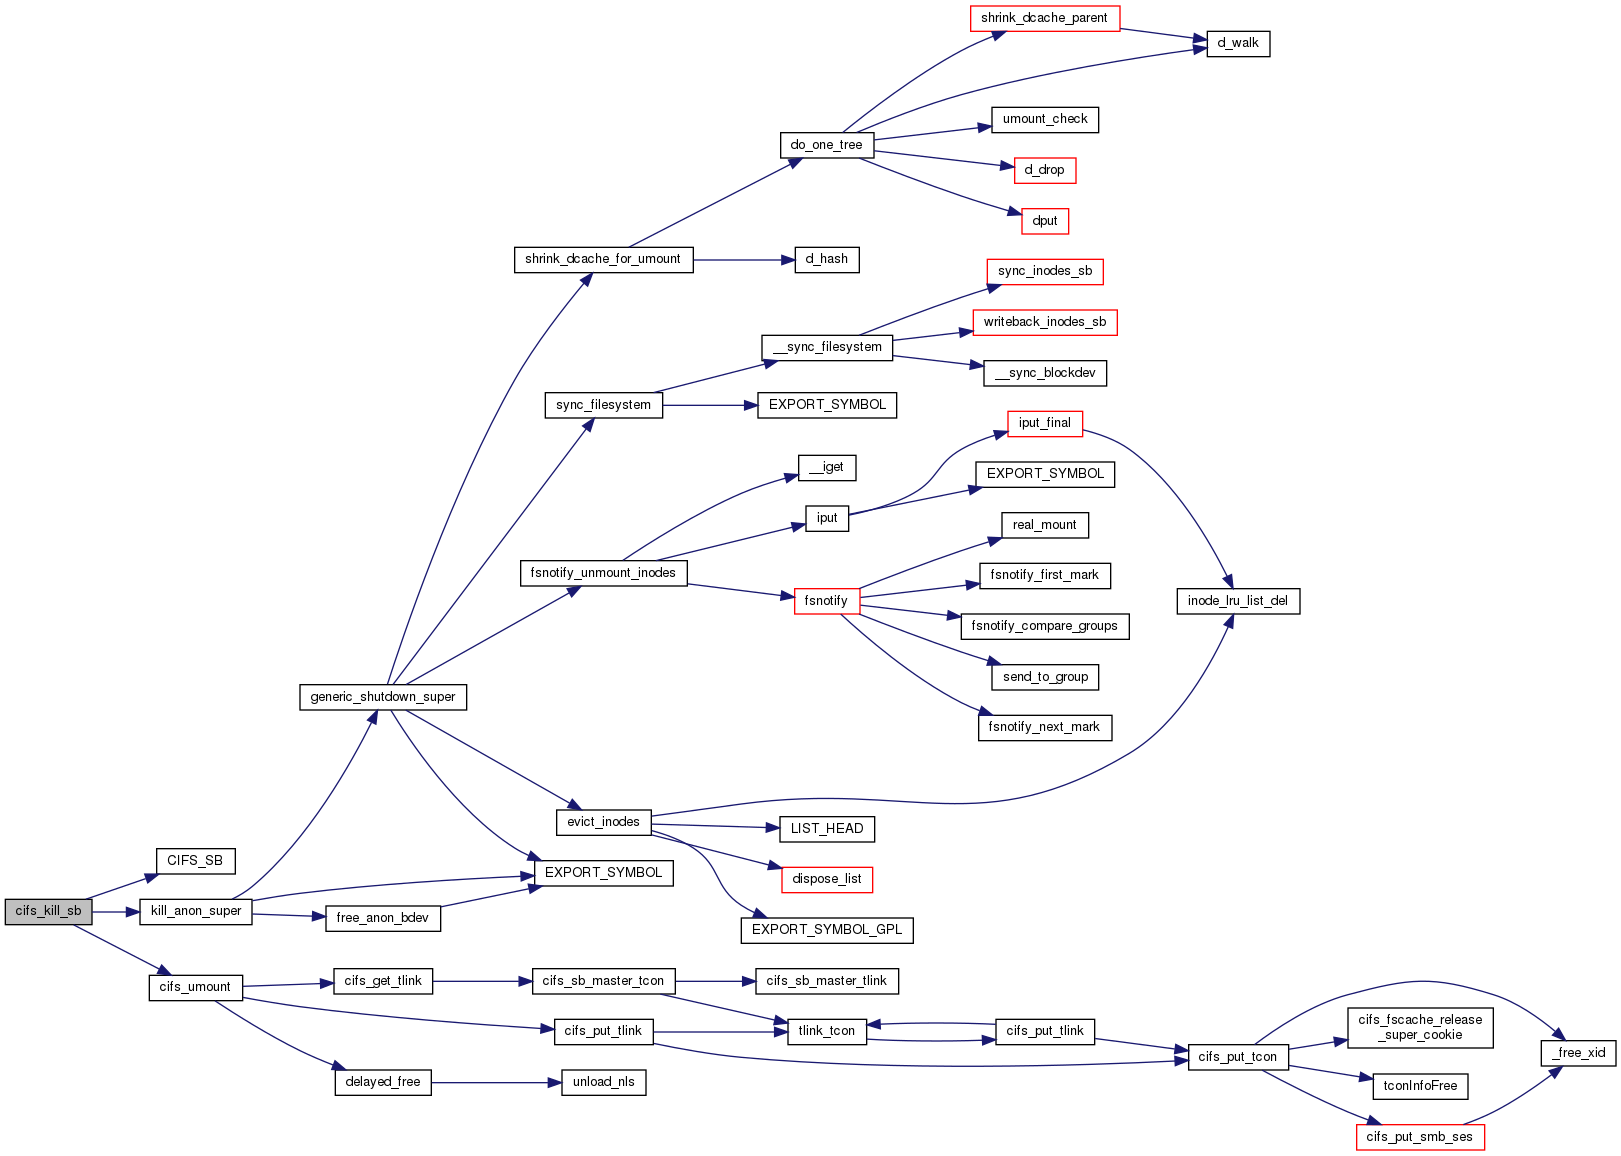 shrink_dcache_parent
d_walk
umount_check
do_one_tree
d_drop
dput
shrink_dcache_for_umount
d_hash
sync_inodes_sb
writeback_inodes_sb
__sync_filesystem
__sync_blockdev
sync_filesystem
EXPORT_SYMBOL
iput_final
__iget
EXPORT_SYMBOL
iput
real_mount
fsnotify_unmount_inodes
fsnotify_first_mark
fsnotify
inode_lru_list_del
fsnotify_compare_groups
send_to_group
generic_shutdown_super
fsnotify_next_mark
evict_inodes
LIST_HEAD
CIFS_SB
EXPORT_SYMBOL
dispose_list
cifs_kill_sb
kill_anon_super
free_anon_bdev
EXPORT_SYMBOL_GPL
cifs_umount
cifs_get_tlink
cifs_sb_master_tcon
cifs_sb_master_tlink
cifs_put_tlink
tlink_tcon
cifs_put_tlink
cifs_fscache_release
_super_cookie
cifs_put_tcon
_free_xid
delayed_free
unload_nls
tconInfoFree
cifs_put_smb_ses